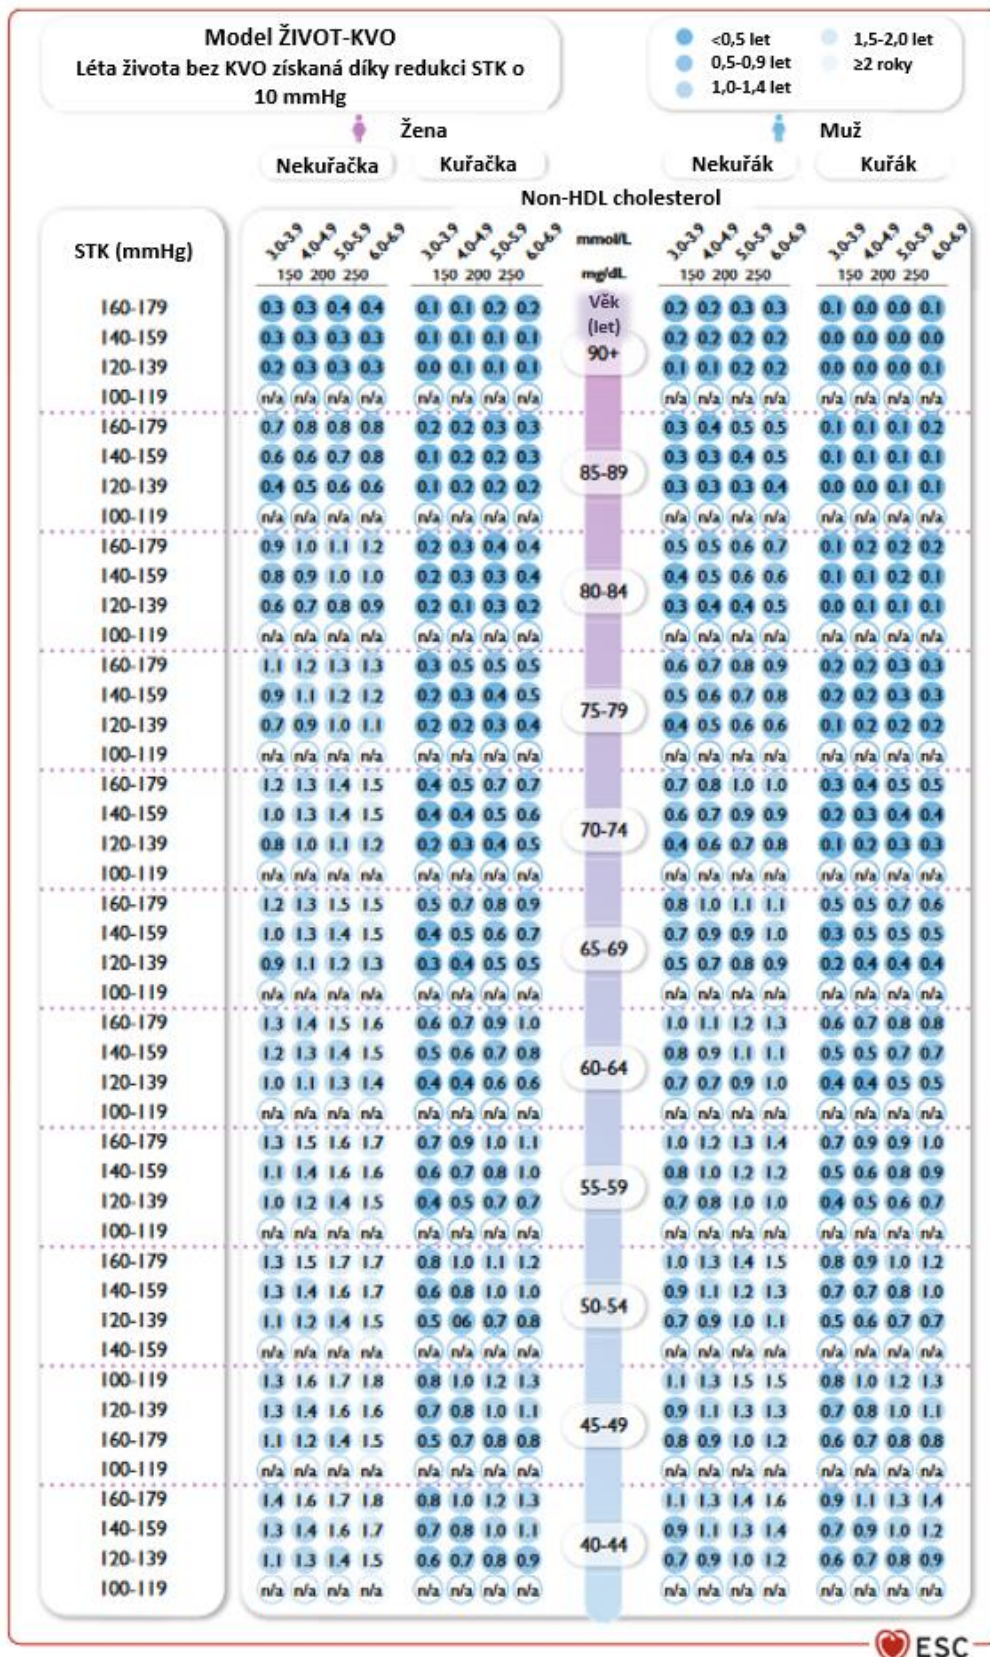 Model ŽIVOT-KVO
Léta života bez KVO získaná díky redukci STK o
10 mmHg
<0,5 let 1,5-2,0 let
0,5-0,9 let ≥2 roky
1,0-1,4 let
Žena Muž
Nekuřačka Kuřačka Nekuřák Kuřák
Non-HDL cholesterol
STK (mmHg) 3.0-3.9 4.0-4.9 5.0-5.9 6.0-6.9 3.0-3.9 4.0-4.9 5.0-5.9 6.0-6.9 mmol/L 3.0-3.9 4.0-4.9 5.0-5.9 6.0-6.9 3.0-3.9 4.0-4.9 5.0-5.9 6.0-6.9
150 200 250 150 200 250 mg/dL 150 200 250 150 200 250
Věk
(let)
160-179 0.3 0.3 0.4 0.4 0.1 0.1 0.2 0.2 0.2 0.2 0.3 0.3 0.1 0.0 0.0 0.1
140-159 0.3 0.3 0.3 0.3 0.1 0.1 0.1 0.1 0.2 0.2 0.2 0.2 0.0 0.0 0.0 0.0
90+
120-139 0.2 0.3 0.3 0.3 0.0 0.1 0.1 0.1 0.1 0.1 0.2 0.2 0.0 0.0 0.0 0.1
100-119 n/a n/a n/a n/a n/a n/a n/a n/a n/a n/a n/a n/a n/a n/a n/a n/a
160-179 0.7 0.8 0.8 0.8 0.2 0.2 0.3 0.3 0.3 0.4 0.5 0.5 0.1 0.1 0.1 0.2
140-159 0.6 0.6 0.7 0.8 0.1 0.2 0.2 0.3 0.3 0.3 0.4 0.5 0.1 0.1 0.1 0.1
85-89
120-139 0.4 0.5 0.6 0.6 0.1 0.2 0.2 0.2 0.3 0.3 0.3 0.4 0.0 0.0 0.1 0.1
100-119 n/a n/a n/a n/a n/a n/a n/a n/a n/a n/a n/a n/a n/a n/a n/a n/a
160-179 0.9 1.0 1.1 1.2 0.2 0.3 0.4 0.4 0.5 0.5 0.6 0.7 0.1 0.2 0.2 0.2
140-159 0.8 0.9 1.0 1.0 0.2 0.3 0.3 0.4 0.4 0.5 0.6 0.6 0.1 0.1 0.2 0.1
80-84
120-139 0.6 0.7 0.8 0.9 0.2 0.1 0.3 0.2 0.3 0.4 0.4 0.5 0.0 0.1 0.1 0.1
100-119 n/a n/a n/a n/a n/a n/a n/a n/a n/a n/a n/a n/a n/a n/a n/a n/a
160-179 1.1 1.2 1.3 1.3 0.3 0.5 0.5 0.5 0.6 0.7 0.8 0.9 0.2 0.2 0.3 0.3
140-159 0.9 1.1 1.2 1.2 0.2 0.3 0.4 0.5 0.5 0.6 0.7 0.8 0.2 0.2 0.3 0.3
75-79
120-139 0.7 0.9 1.0 1.1 0.2 0.2 0.3 0.4 0.4 0.5 0.6 0.6 0.1 0.2 0.2 0.2
100-119 n/a n/a n/a n/a n/a n/a n/a n/a n/a n/a n/a n/a n/a n/a n/a n/a
160-179 1.2 1.3 1.4 1.5 0.4 0.5 0.7 0.7 0.7 0.8 1.0 1.0 0.3 0.4 0.5 0.5
140-159 1.0 1.3 1.4 1.5 0.4 0.4 0.5 0.6 0.6 0.7 0.9 0.9 0.2 0.3 0.4 0.4
70-74
120-139 0.8 1.0 1.1 1.2 0.2 0.3 0.4 0.5 0.4 0.6 0.7 0.8 0.1 0.2 0.3 0.3
100-119 n/a n/a n/a n/a n/a n/a n/a n/a n/a n/a n/a n/a n/a n/a n/a n/a
160-179 1.2 1.3 1.5 1.5 0.5 0.7 0.8 0.9 0.8 1.0 1.1 1.1 0.5 0.5 0.7 0.6
140-159 1.0 1.3 1.4 1.5 0.4 0.5 0.6 0.7 0.7 0.9 0.9 1.0 0.3 0.5 0.5 0.5
65-69
120-139 0.9 1.1 1.2 1.3 0.3 0.4 0.5 0.5 0.5 0.7 0.8 0.9 0.2 0.4 0.4 0.4
100-119 n/a n/a n/a n/a n/a n/a n/a n/a n/a n/a n/a n/a n/a n/a n/a n/a
160-179 1.3 1.4 1.5 1.6 0.6 0.7 0.9 1.0 1.0 1.1 1.2 1.3 0.6 0.7 0.8 0.8
140-159 1.2 1.3 1.4 1.5 0.5 0.6 0.7 0.8 0.8 0.9 1.1 1.1 0.5 0.5 0.7 0.7
60-64
120-139 1.0 1.1 1.3 1.4 0.4 0.4 0.6 0.6 0.7 0.7 0.9 1.0 0.4 0.4 0.5 0.5
100-119 n/a n/a n/a n/a n/a n/a n/a n/a n/a n/a n/a n/a n/a n/a n/a n/a
160-179 1.3 1.5 1.6 1.7 0.7 0.9 1.0 1.1 1.0 1.2 1.3 1.4 0.7 0.9 0.9 1.0
140-159 1.1 1.4 1.6 1.6 0.6 0.7 0.8 1.0 0.8 1.0 1.2 1.2 0.5 0.6 0.8 0.9
55-59
120-139 1.0 1.2 1.4 1.5 0.4 0.5 0.7 0.7 0.7 0.8 1.0 1.0 0.4 0.5 0.6 0.7
100-119 n/a n/a n/a n/a n/a n/a n/a n/a n/a n/a n/a n/a n/a n/a n/a n/a
160-179 1.3 1.5 1.7 1.7 0.8 1.0 1.1 1.2 1.0 1.3 1.4 1.5 0.8 0.9 1.0 1.2
140-159 1.3 1.4 1.6 1.7 0.6 0.8 1.0 1.0 0.9 1.1 1.2 1.3 0.7 0.7 0.8 1.0
50-54
120-139 1.1 1.2 1.4 1.5 0.5 06 0.7 0.8 0.7 0.9 1.0 1.1 0.5 0.6 0.7 0.7
140-159 n/a n/a n/a n/a n/a n/a n/a n/a n/a n/a n/a n/a n/a n/a n/a n/a
100-119 1.3 1.6 1.7 1.8 0.8 1.0 1.2 1.3 1.1 1.3 1.5 1.5 0.8 1.0 1.2 1.3
120-139 1.3 1.4 1.6 1.6 0.7 0.8 1.0 1.1 0.9 1.1 1.3 1.3 0.7 0.8 1.0 1.1
45-49
160-179 1.1 1.2 1.4 1.5 0.5 0.7 0.8 0.8 0.8 0.9 1.0 1.2 0.6 0.7 0.8 0.8
100-119 n/a n/a n/a n/a n/a n/a n/a n/a n/a n/a n/a n/a n/a n/a n/a n/a
160-179 1.4 1.6 1.7 1.8 0.8 1.0 1.2 1.3 1.1 1.3 1.4 1.6 0.9 1.1 1.3 1.4
140-159 1.3 1.4 1.6 1.7 0.7 0.8 1.0 1.1 0.9 1.1 1.3 1.4 0.7 0.9 1.0 1.2
40-44
120-139 1.1 1.3 1.4 1.5 0.6 0.7 0.8 0.9 0.7 0.9 1.0 1.2 0.6 0.7 0.8 0.9
100-119 n/a n/a n/a n/a n/a n/a n/a n/a n/a n/a n/a n/a n/a n/a n/a n/a
ESC